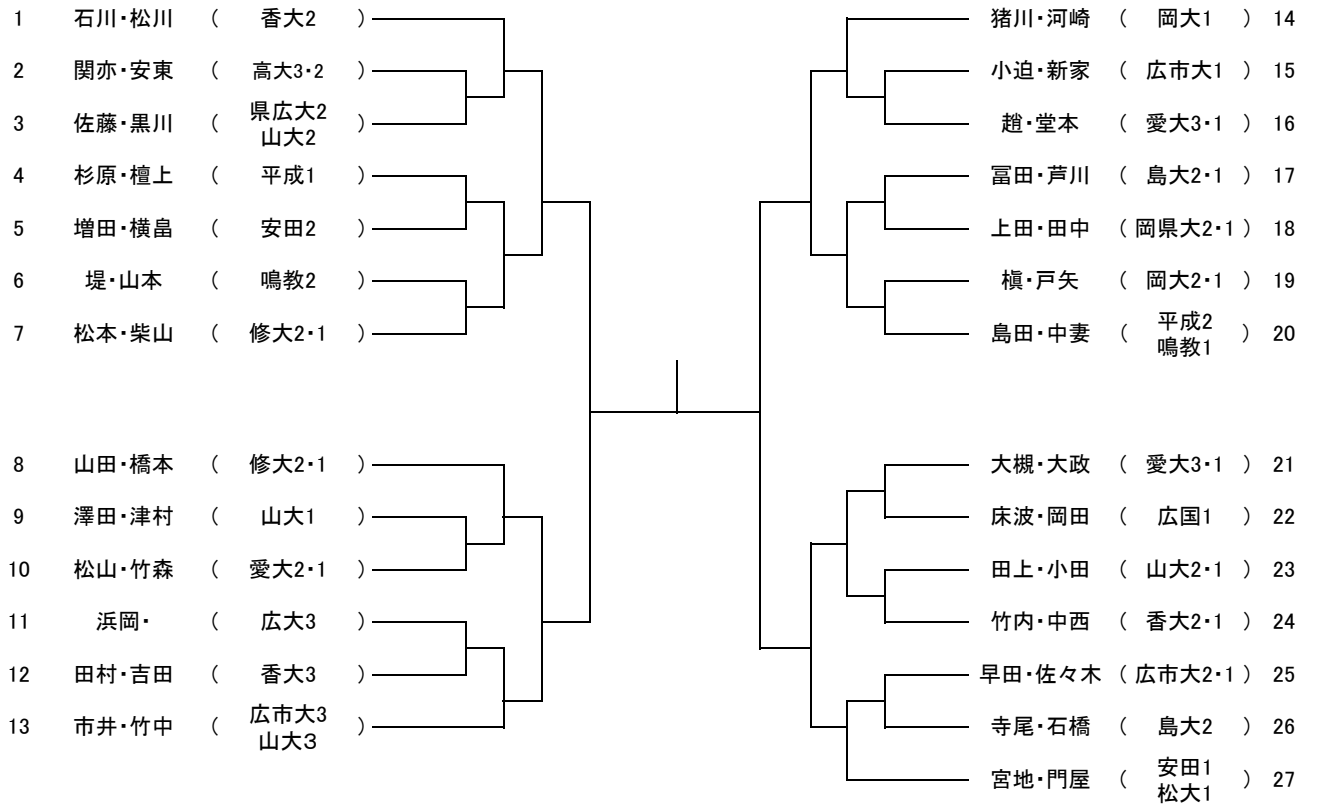 1 石川・松川 ( 香大2 )
2 関亦・安東 ( 高大3・2 )
3 佐藤・黒川 ( 県広大2 山大2 )
4 杉原・檀上 ( 平成1 )
5 増田・横畠 ( 安田2 )
6 堤・山本 ( 鳴教2 )
7 松本・柴山 ( 修大2・1 )
8 山田・橋本 ( 修大2・1 )
9 澤田・津村 ( 山大1 )
10 松山・竹森 ( 愛大2・1 )
11 浜岡・ ( 広大3 )
12 田村・吉田 ( 香大3 )
13 市井・竹中 ( 広市大3 山大3 )
猪川・河崎 ( 岡大1 ) 14
小迫・新家 ( 広市大1 ) 15
趙・堂本 ( 愛大3・1 ) 16
冨田・芦川 ( 島大2・1 ) 17
上田・田中 ( 岡県大2・1 ) 18
槇・戸矢 ( 岡大2・1 ) 19
島田・中妻 ( 平成2 鳴教1 ) 20
大槻・大政 ( 愛大3・1 ) 21
床波・岡田 ( 広国1 ) 22
田上・小田 ( 山大2・1 ) 23
竹内・中西 ( 香大2・1 ) 24
早田・佐々木 ( 広市大2・1 ) 25
寺尾・石橋 ( 島大2 ) 26
宮地・門屋 ( 安田1 松大1 ) 27